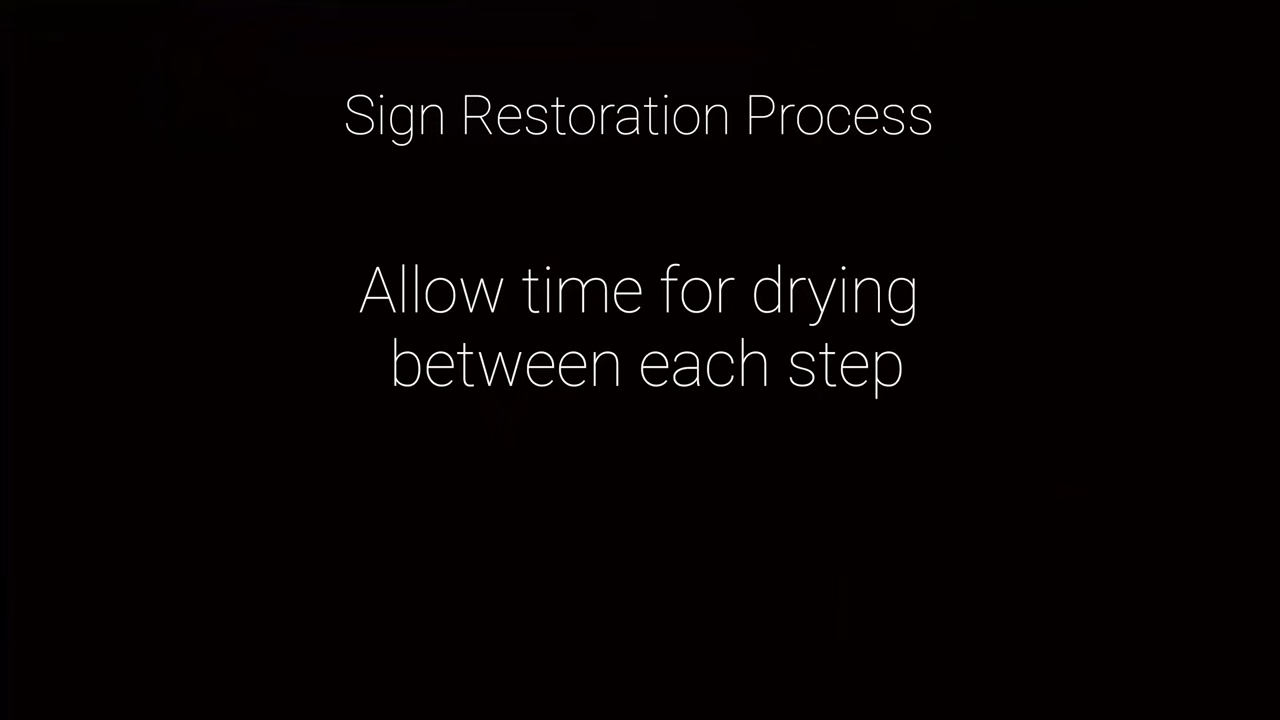 Sign Restoration Process
Allow time for drying
between each step